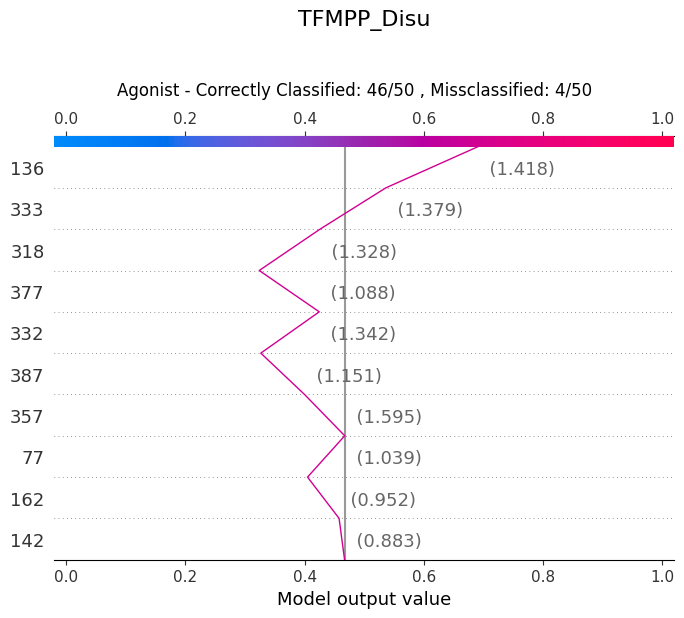 TFMPP_Disu
Agonist - Correctly Classified: 46/50 , Missclassified: 4/50
0.0 0.2 0.4 0.6 0.8 1.0
136 (1.418)
333 (1.379)
318 (1.328)
377 (1.088)
332 (1.342)
387 (1.151)
357 (1.595)
77 (1.039)
162 (0.952)
142 (0.883)
0.0 0.2 0.4 0.6 0.8 1.0
Model output value